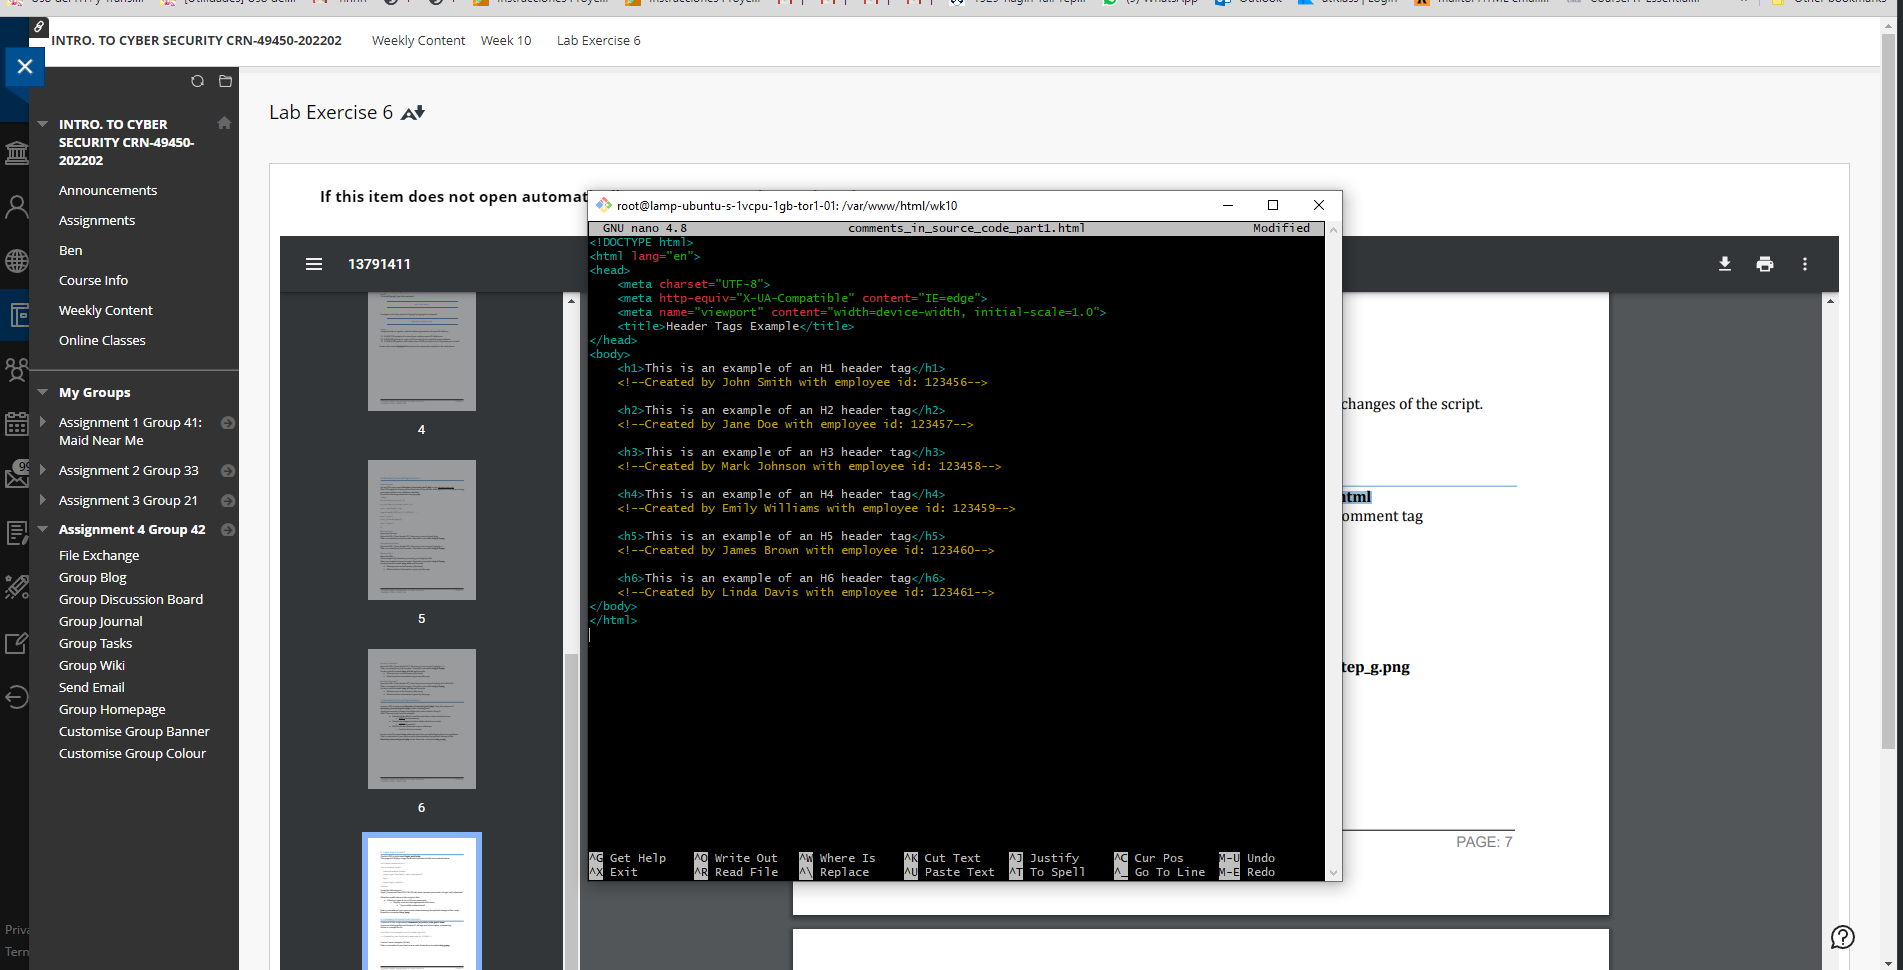 INTRO. TO CYBER SECURITY CRN-49450-202202 Weekly Content Week 10 Lab Exercise 6
INTRO. TO CYBER
SECURITY CRN-49450-
202202
Announcements
Assignments
Ben
Course Info
Weekly Content
Online Classes
My Groups
Assignment 1 Group 41:
Maid Near Me
Assignment 2 Group 33
Assignment 3 Group 21
Assignment 4 Group 42
File Exchange
Group Blog
Group Discussion Board
Group Journal
Group Tasks
Group Wiki
Send Email
Group Homepage
Customise Group Banner
Customise Group Colour
Lab Exercise 6
If this item does not open automat
13791411
4
5
6
root@lamp-ubuntu-s-1vcpu-1gb-tor1-01: /var/www/html/wk10
GNU nano 4.8 comments_in_source_code_part1.html Modified
<!DOCTYPE html>
<html lang="en">
<head>
<meta charset="UTF-8">
<meta http-equiv="X-UA-Compatible" content="IE=edge">
<meta name="viewport" content="width=device-width, initial-scale=1.0">
<title>Header Tags Example</title>
</head>
<body>
<h1>This is an example of an H1 header tag</h1>
<!--Created by John Smith with employee id: 123456-->
<h2>This is an example of an H2 header tag</h2>
<!--Created by Jane Doe with employee id: 123457-->
<h3>This is an example of an H3 header tag</h3>
<!--Created by Mark Johnson with employee id: 123458-->
<h4>This is an example of an H4 header tag</h4>
<!--Created by Emily Williams with employee id: 123459-->
<h5>This is an example of an H5 header tag</h5>
<!--Created by James Brown with employee id: 123460-->
<h6>This is an example of an H6 header tag</h6>
<!--Created by Linda Davis with employee id: 123461-->
</body>
</html>
^G Get Help ^O Write Out ^W Where Is ^K Cut Text ^J Justify ^C Cur Pos M-U Undo
^X Exit ^R Read File ^\ Replace ^U Paste Text ^T To Spell ^_ Go To Line M-E Redo
changes of the script.
html
omment tag
tep_g.png
PAGE: 7